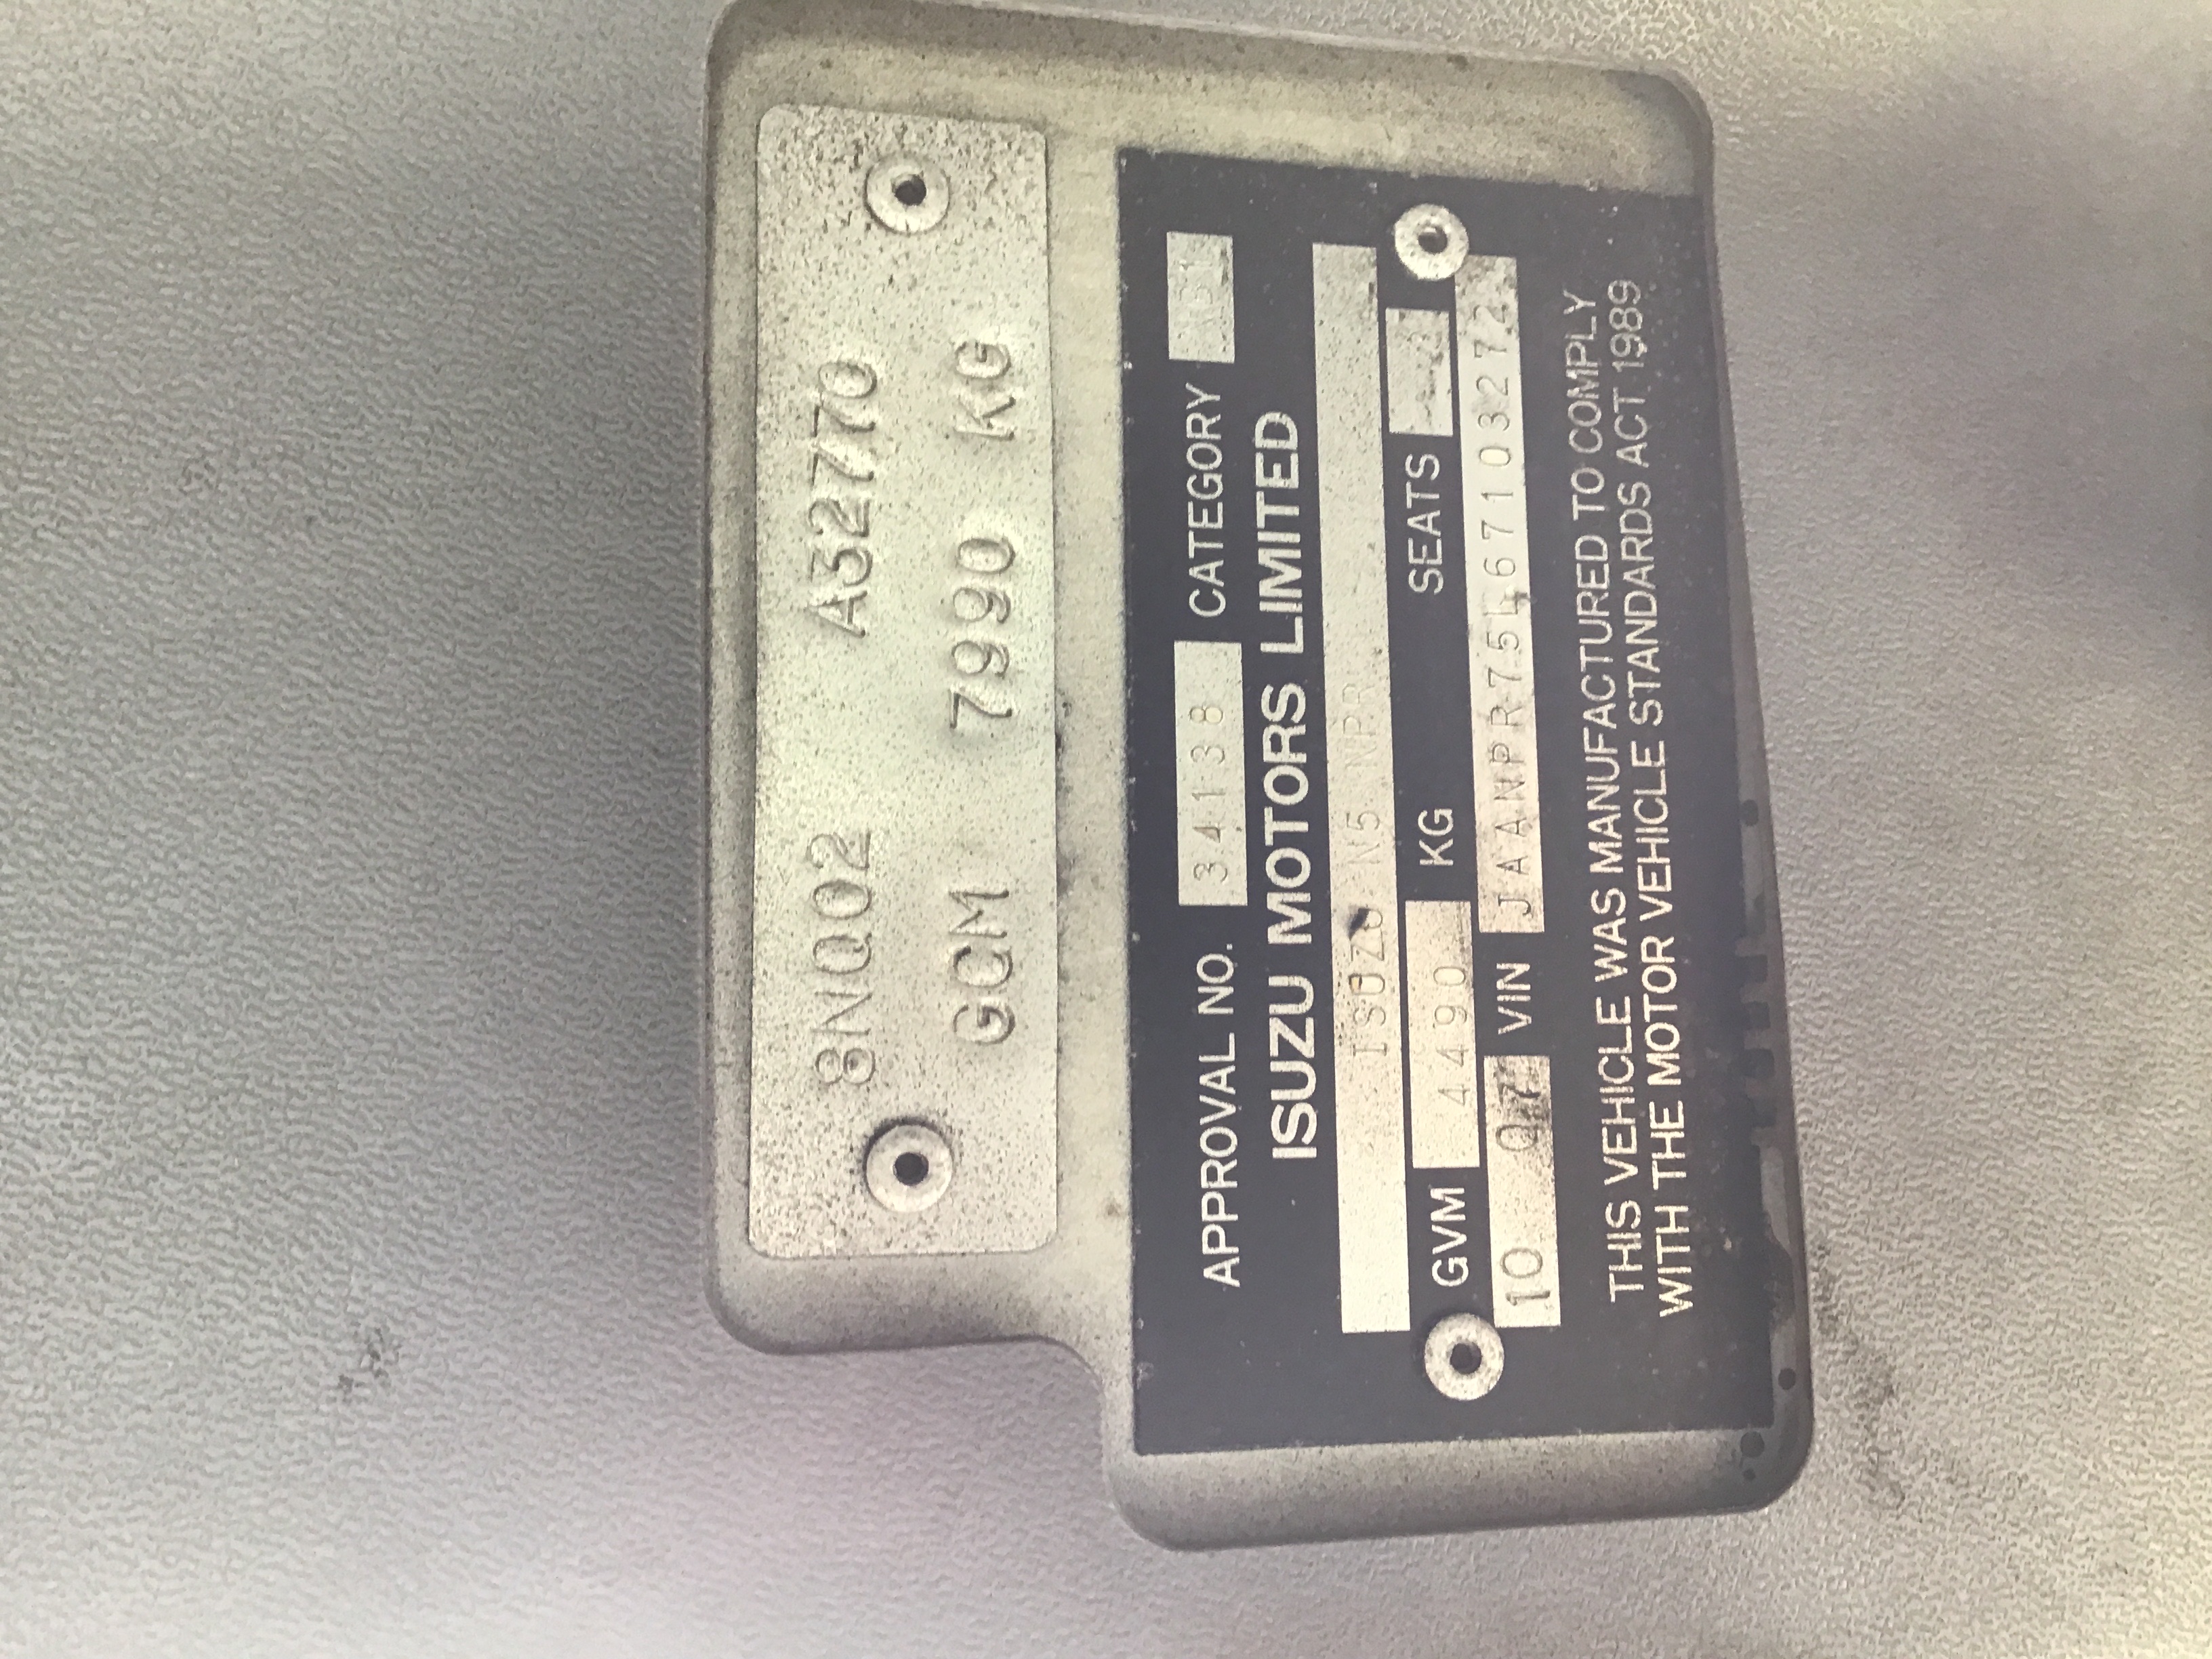 8NQ02 A32770
GCM 7990 KG
APPROVAL NO. 34138 CATEGORY NB1
ISUZU MOTORS LIMITED
ISUZU N5 NPR
GVM 4490 KG SEATS
10 07 VIN JAANPR75L67103272
THIS VEHICLE WAS MANUFACTURED TO COMPLY
WITH THE MOTOR VEHICLE STANDARDS ACT 1989